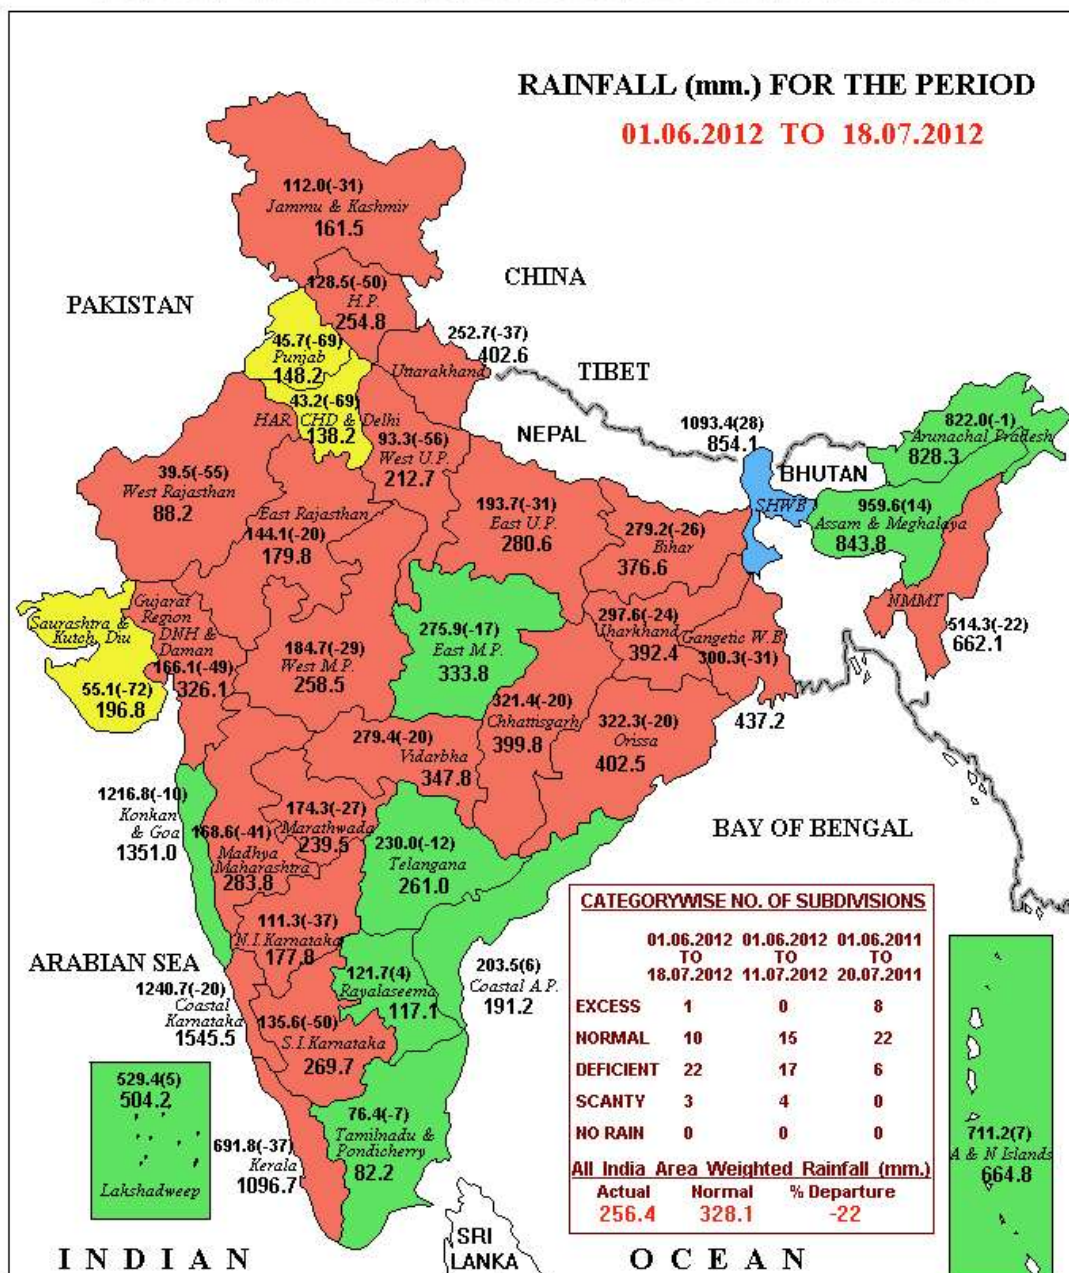 RAINFALL (mm.) FOR THE PERIOD
01.06.2012 TO 18.07.2012
112.0(-31)
Jammu & Kashmir
161.5
CHINA
128.5(-50)
H.P.
254.8
PAKISTAN
252.7(-37)
402.6
45.7(-69)
Punjab
148.2
Uttarakhand
TIBET
43.2(-69)
HAR. CHD & Delhi
138.2
NEPAL
1093.4(28)
854.1
SHWB
BHUTAN
822.0(-1)
Arunachal Pradesh
828.3
93.3(-56)
West U.P.
212.7
39.5(-55)
West Rajasthan
88.2
East Rajasthan
144.1(-20)
179.8
193.7(-31)
East U.P.
280.6
279.2(-26)
Bihar
376.6
959.6(14)
Assam & Meghalaya
843.8
NMMT
514.3(-22)
662.1
Saurashtra &
Kutch, Diu
55.1(-72)
196.8
Gujarat
Region
DNH &
Daman
166.1(-49)
326.1
184.7(-29)
West M.P.
258.5
275.9(-17)
East M.P.
333.8
297.6(-24)
Jharkhand
392.4
Gangetic W.B
300.3(-31)
437.2
321.4(-20)
Chhattisgarh
399.8
322.3(-20)
Orissa
402.5
279.4(-20)
Vidarbha
347.8
1216.8(-10)
Konkan
& Goa
1351.0
168.6(-41)
Madhya
Maharashtra
283.8
174.3(-27)
Marathwada
239.5
230.0(-12)
Telangana
261.0
BAY OF BENGAL
111.3(-37)
N.I.Karnataka
177.8
ARABIAN SEA
1240.7(-20)
Coastal
Karnataka
1545.5
121.7(4)
Rayalaseema
117.1
203.5(6)
Coastal A.P.
191.2
135.6(-50)
S.I.Karnataka
269.7
529.4(5)
504.2
Lakshadweep
691.8(-37)
Kerala
1096.7
76.4(-7)
Tamilnadu &
Pondicherry
82.2
CATEGORYWISE NO. OF SUBDIVISIONS
01.06.2012 01.06.2012 01.06.2011
TO TO TO
18.07.2012 11.07.2012 20.07.2011
EXCESS 1 0 8
NORMAL 10 15 22
DEFICIENT 22 17 6
SCANTY 3 4 0
NO RAIN 0 0 0
All India Area Weighted Rainfall (mm.)
Actual Normal % Departure
256.4 328.1 -22
711.2(7)
A & N Islands
664.8
SRI
LANKA
INDIAN OCEAN